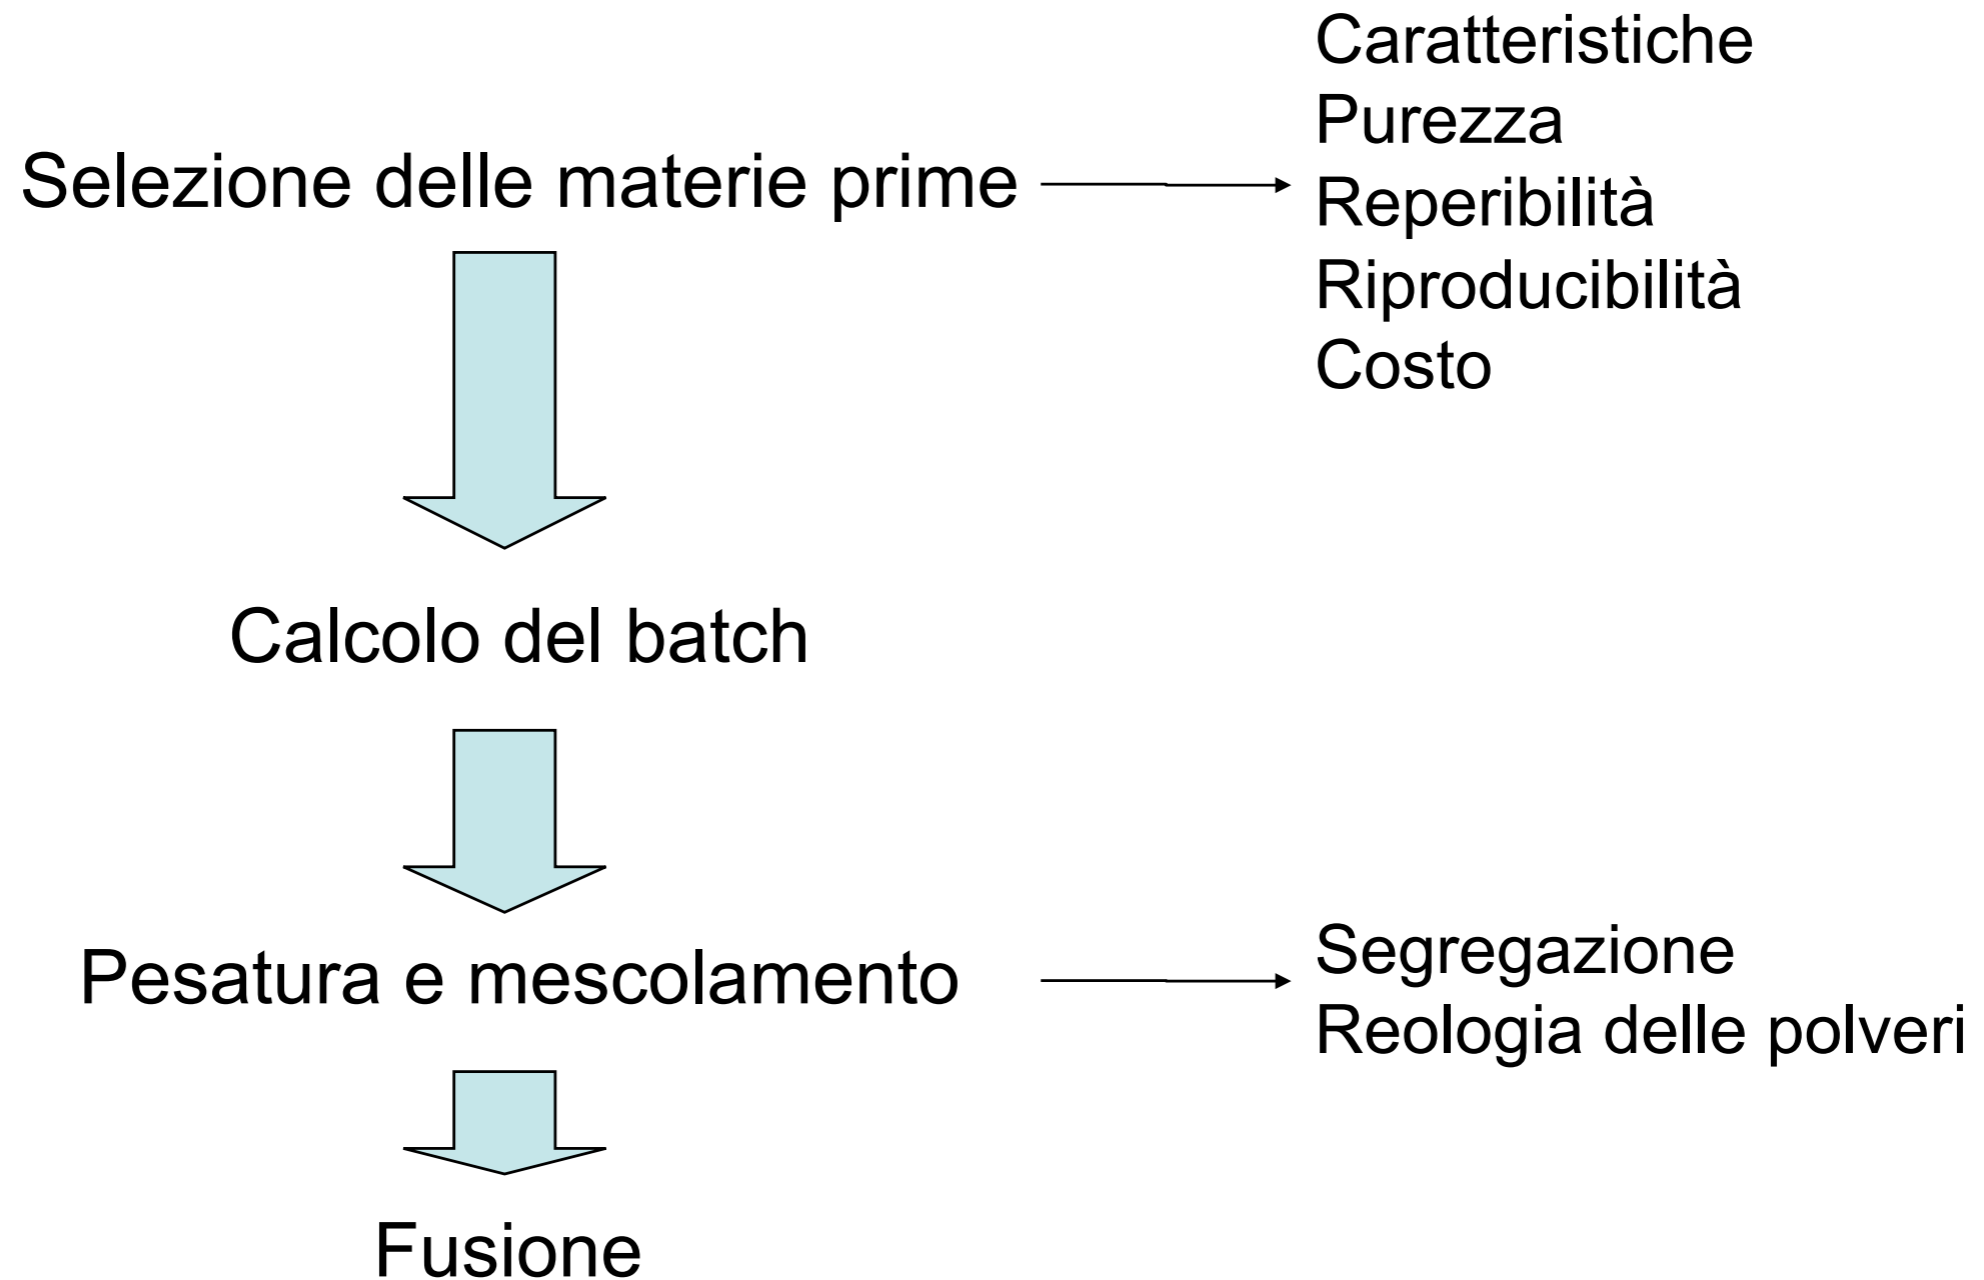 Selezione delle materie prime
Caratteristiche
Purezza
Reperibilità
Riproducibilità
Costo
Calcolo del batch
Pesatura e mescolamento
Segregazione
Reologia delle polveri
Fusione